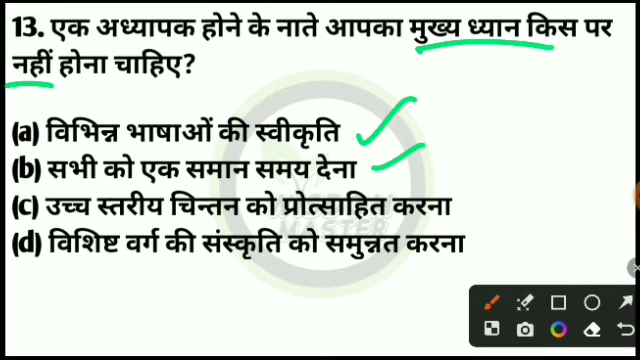 13. एक अध्यापक होने के नाते आपका मुख्य ध्यान किस पर
नहीं होना चाहिए?
(a) विभिन्न भाषाओं की स्वीकृति
(b) सभी को एक समान समय देना
(c) उच्च स्तरीय चिन्तन को प्रोत्साहित करना
(d) विशिष्ट वर्ग की संस्कृति को समुन्नत करना
MASTER